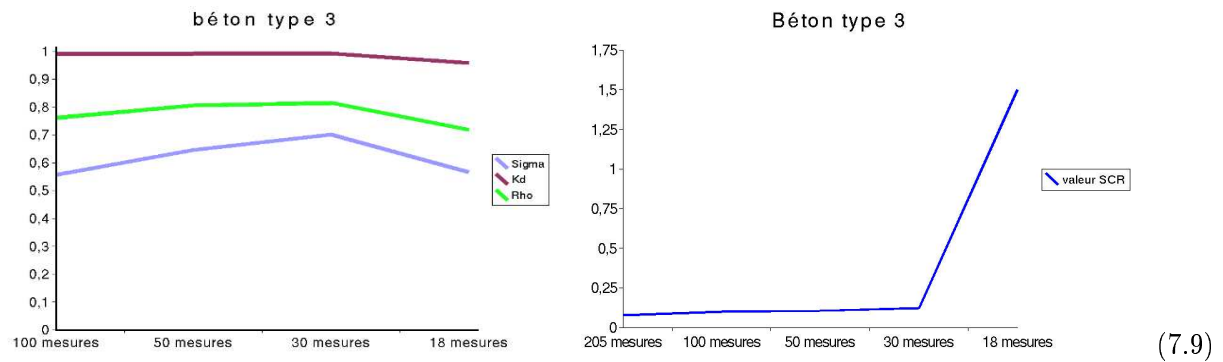 béton type 3
1
0,9
0,8
0,7
0,6
0,5
0,4
0,3
0,2
0,1
0
100 mesures 50 mesures 30 mesures 18 mesures
Sigma
Kd
Rho
Béton type 3
1,75
1,5
1,25
1
0,75
0,5
0,25
0
205 mesures 100 mesures 50 mesures 30 mesures 18 mesures
valeur SCR
(7.9)